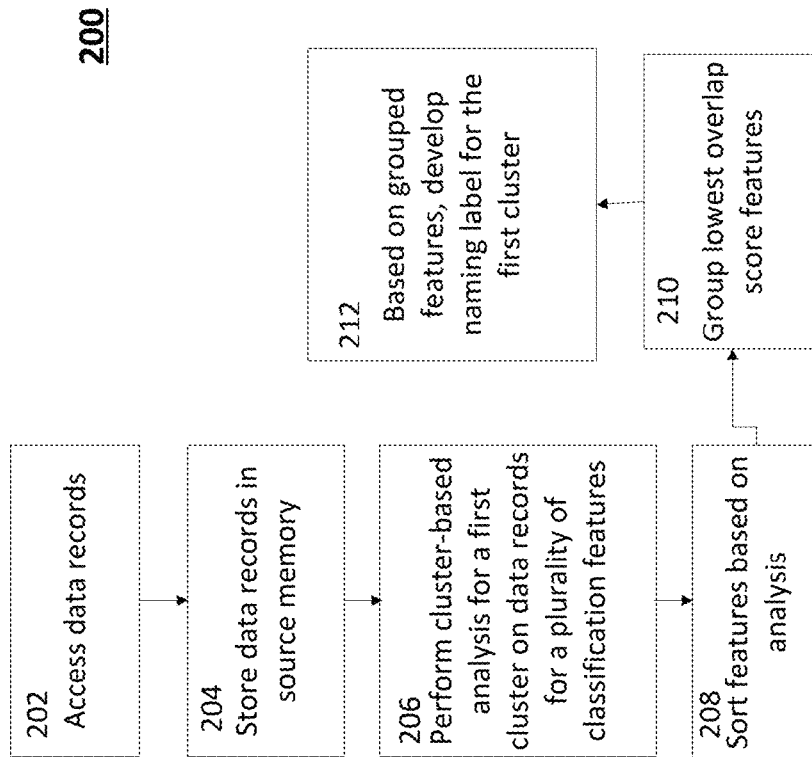 200
202
Access data records
204
Store data records in
source memory
206
Perform cluster-based
analysis for a first
cluster on data records
for a plurality of
classification features
208
Sort features based on
analysis
210
Group lowest overlap
score features
212
Based on grouped
features, develop
naming label for the
first cluster